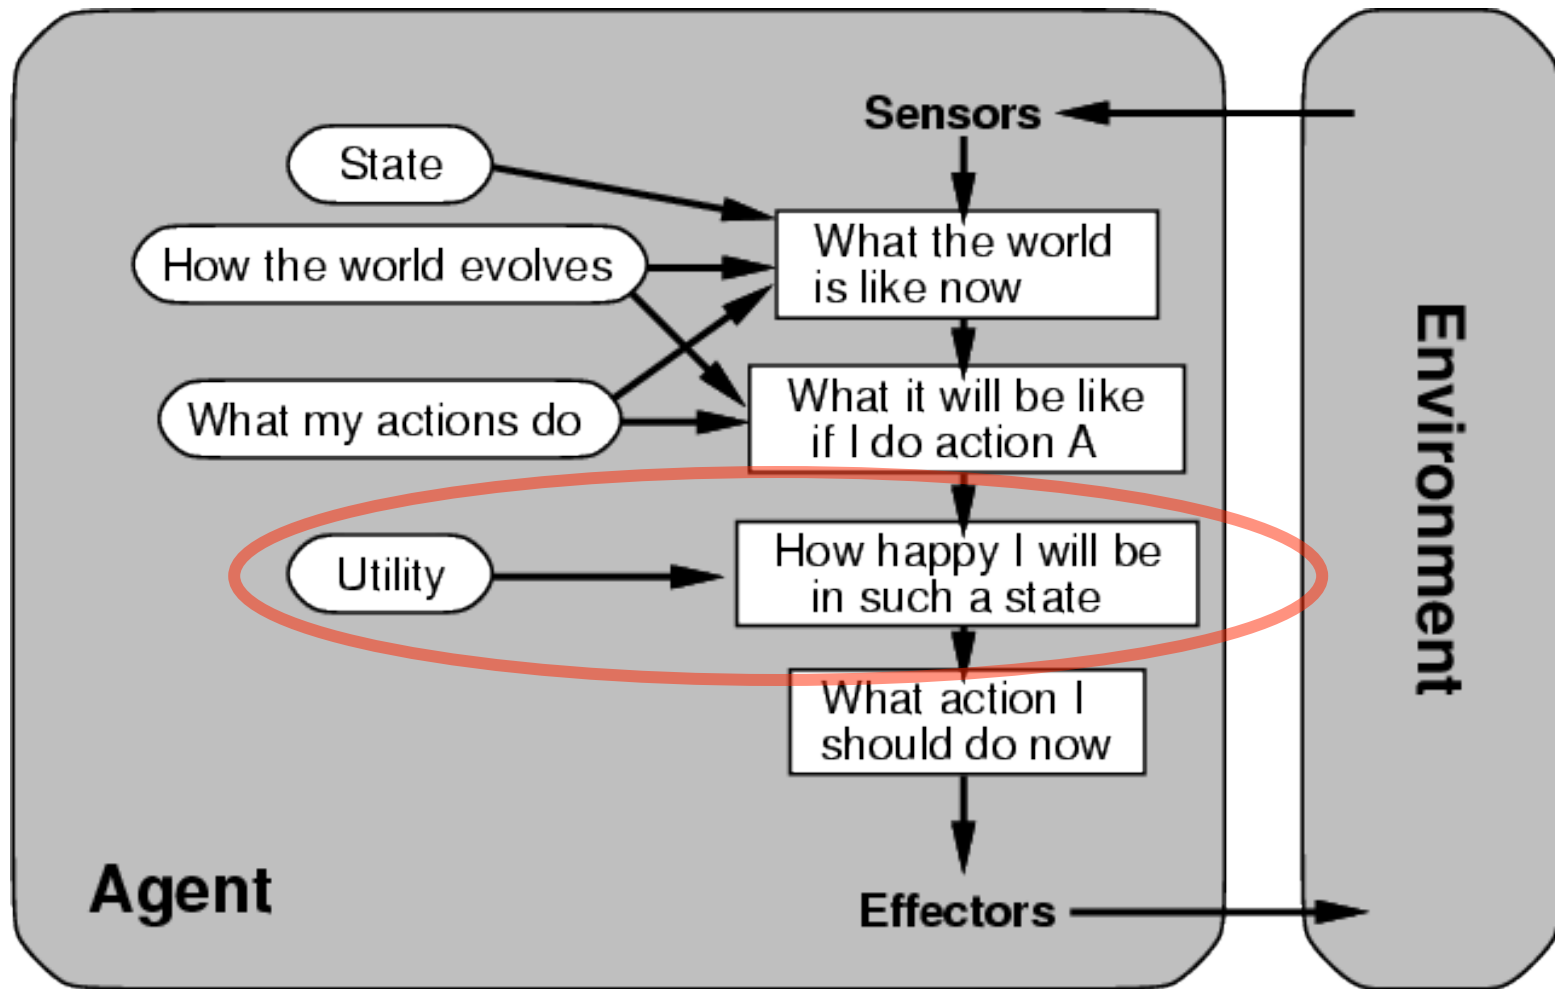 Sensors
State
What the world
is like now
How the world evolves
What my actions do
What it will be like
if I do action A
Utility
How happy I will be
in such a state
What action I
should do now
Agent
Effectors
Environment